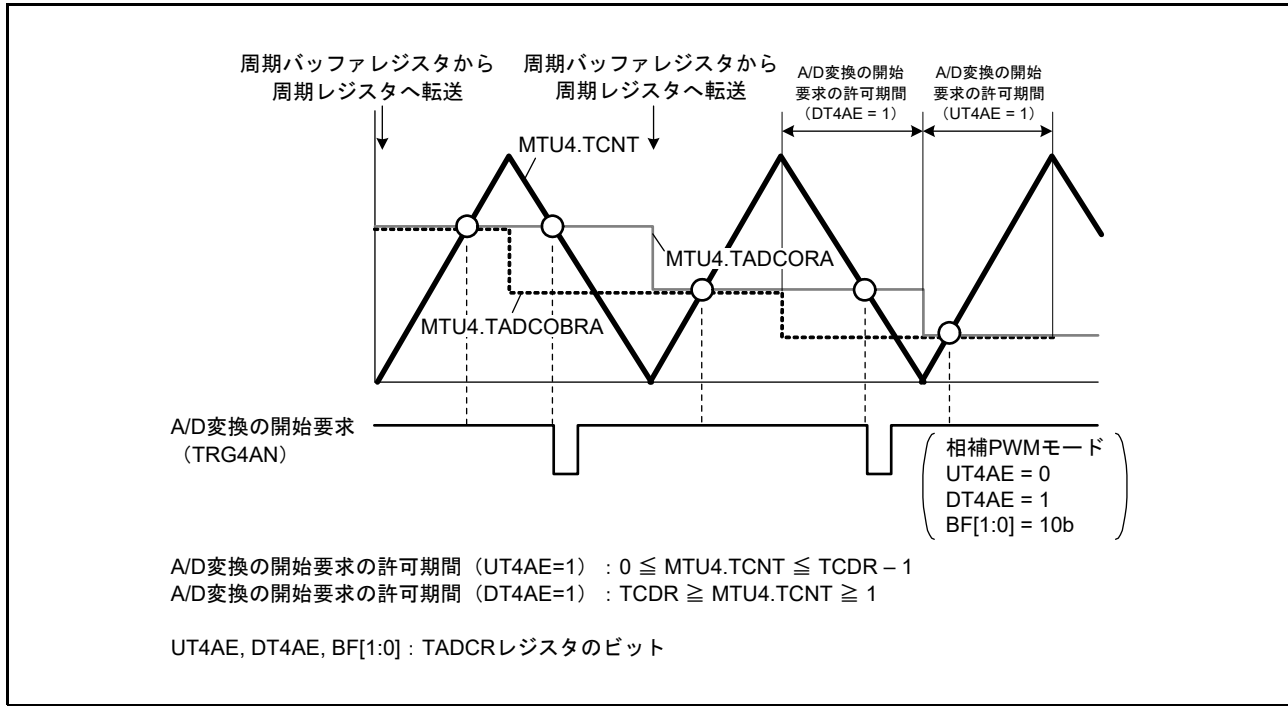 周期バッファレジスタから
周期レジスタへ転送
周期バッファレジスタから
周期レジスタへ転送
A/D変換の開始
要求の許可期間
（DT4AE = 1）
A/D変換の開始
要求の許可期間
（UT4AE = 1）
MTU4.TCNT
MTU4.TADCORA
MTU4.TADCOBRA
A/D変換の開始要求
（TRG4AN）
相補PWMモード
UT4AE = 0
DT4AE = 1
BF[1:0] = 10b
A/D変換の開始要求の許可期間（UT4AE=1）：0 ≦ MTU4.TCNT ≦ TCDR – 1
A/D変換の開始要求の許可期間（DT4AE=1）：TCDR ≧ MTU4.TCNT ≧ 1
UT4AE, DT4AE, BF[1:0]：TADCRレジスタのビット